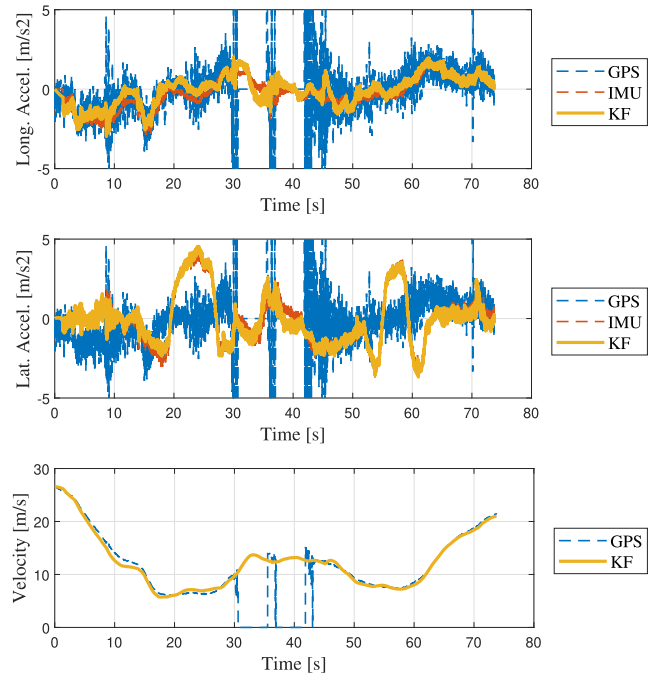 5
0
-5
Long. Accel. [m/s2]
0 10 20 30 40 50 60 70 80
Time [s]
GPS
IMU
KF
5
0
-5
Lat. Accel. [m/s2]
0 10 20 30 40 50 60 70 80
Time [s]
GPS
IMU
KF
30
20
10
0
Velocity [m/s]
0 10 20 30 40 50 60 70 80
Time [s]
GPS
KF